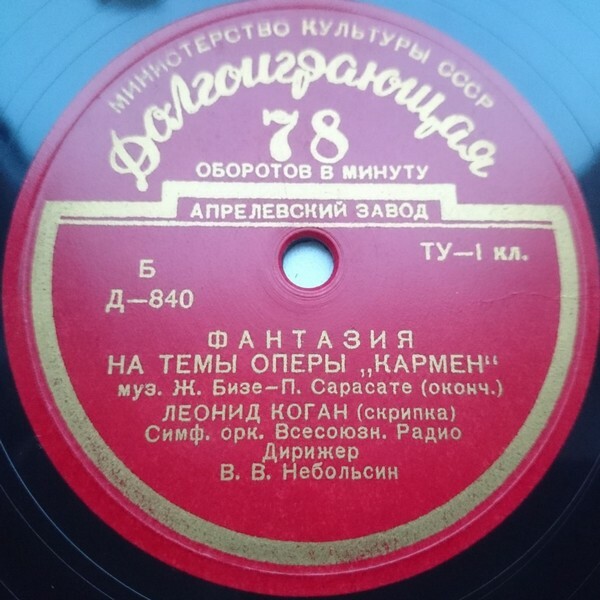 МИНИСТЕРСТВО КУЛЬТУРЫ СССР
Долгоиграющая
78
ОБОРОТОВ В МИНУТУ
АПРЕЛЕВСКИЙ ЗАВОД
Б
Д—840
ТУ—1 кл.
ФАНТАЗИЯ
НА ТЕМЫ ОПЕРЫ „КАРМЕН“
муз. Ж. Бизе—П. Сарасате (оконч.)
ЛЕОНИД КОГАН (скрипка)
Симф. орк. Всесоюзн. Радио
Дирижер
В. В. Небольсин